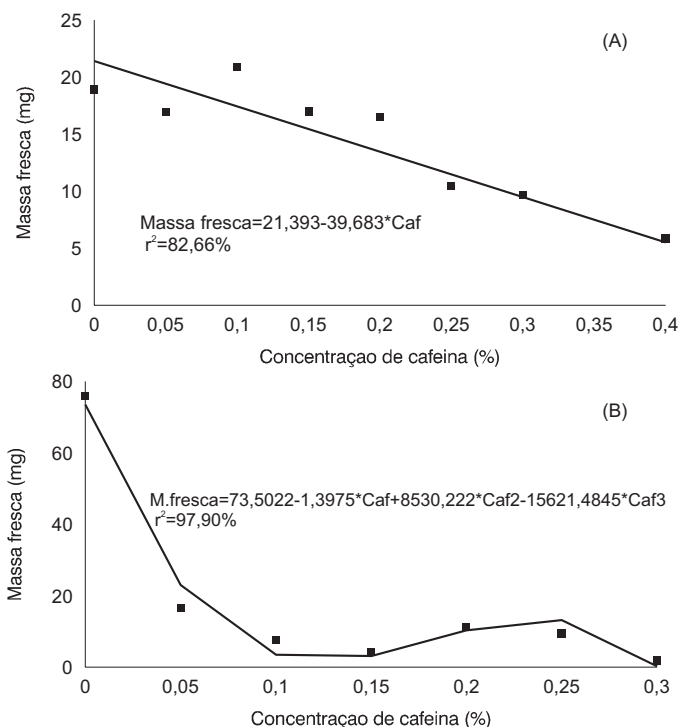 25
(A)
20
15
10
5
0
Massa fresca (mg)
Massa fresca=21,393-39,683*Caf
r²=82,66%
0 0,05 0,1 0,15 0,2 0,25 0,3 0,35 0,4
Concentraçao de cafeina (%)
80
(B)
60
40
20
0
Massa fresca (mg)
M.fresca=73,5022-1,3975*Caf+8530,222*Caf2-15621,4845*Caf3
r²=97,90%
0 0,05 0,1 0,15 0,2 0,25 0,3
Concentraçao de cafeina (%)